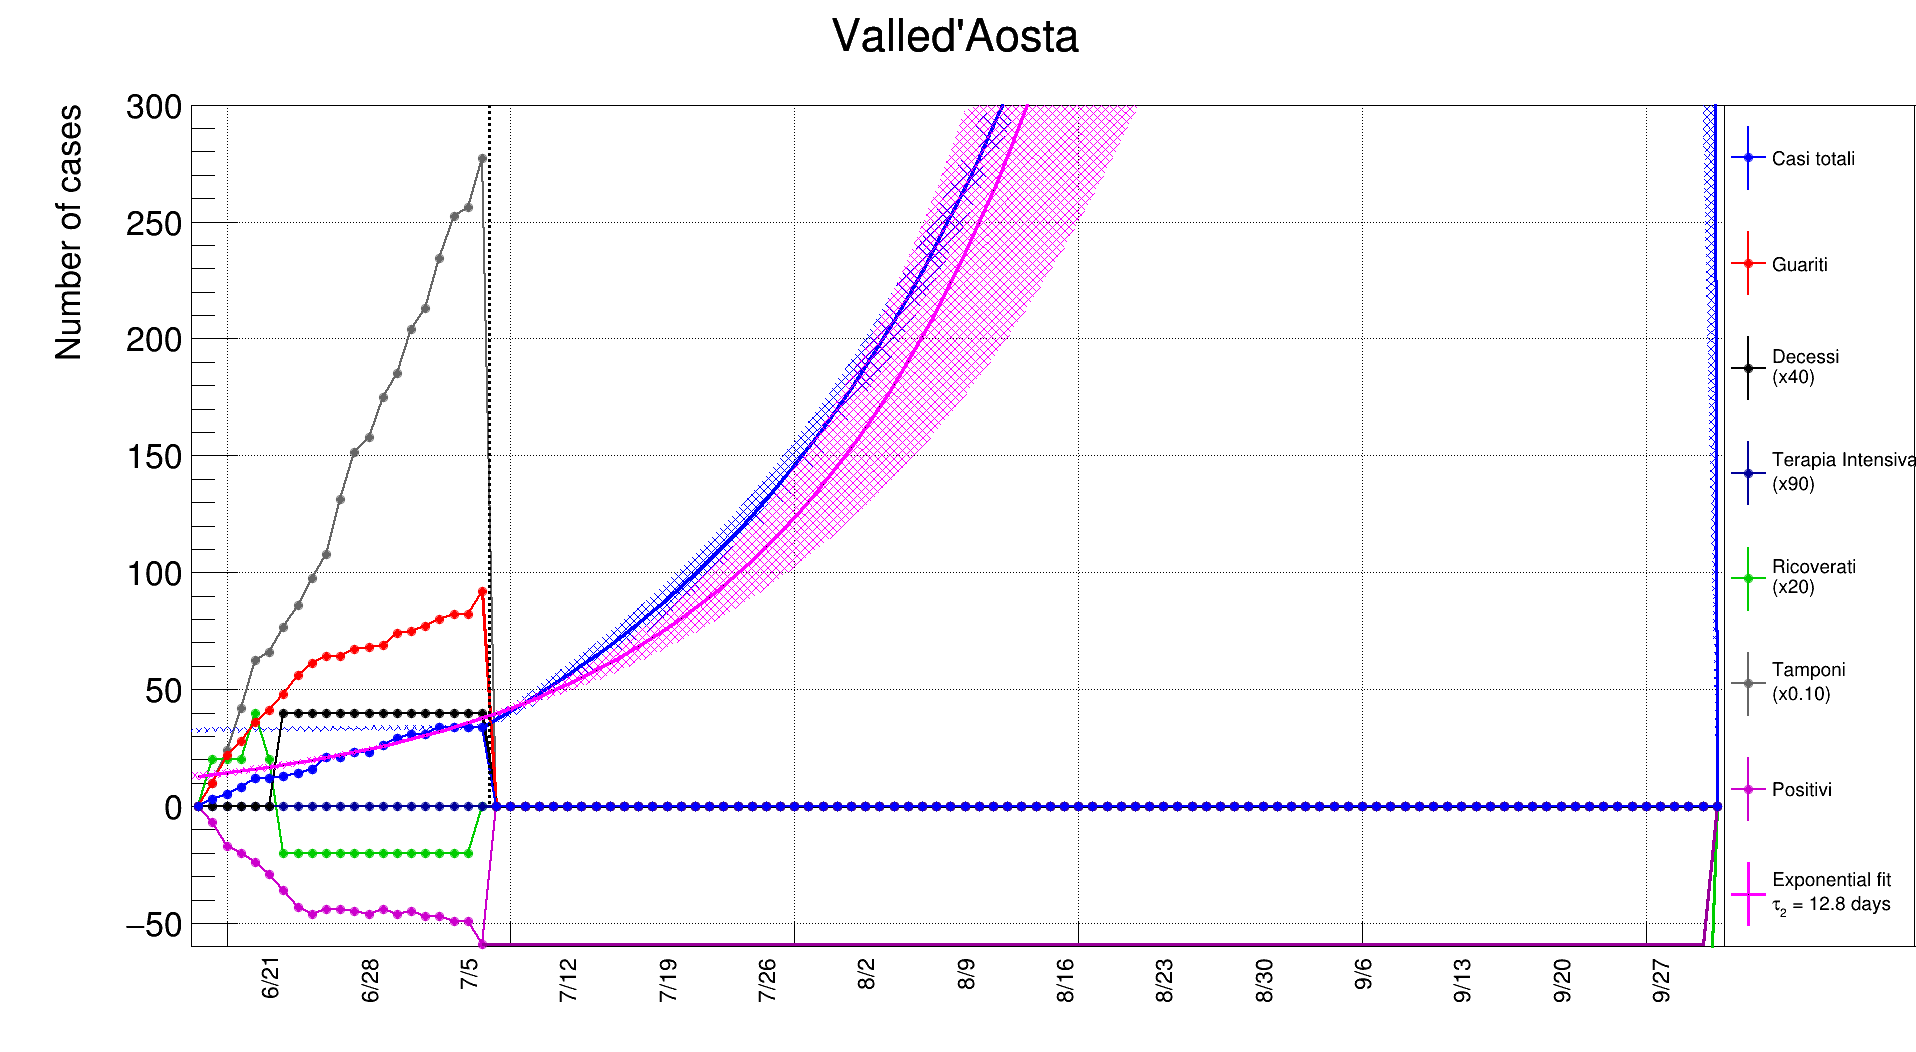 Valled'Aosta
Number of cases
300
250
200
150
100
50
0
−50
6/21
6/28
7/5
7/12
7/19
7/26
8/2
8/9
8/16
8/23
8/30
9/6
9/13
9/20
9/27
Casi totali
Guariti
Decessi
(x40)
Terapia Intensiva
(x90)
Ricoverati
(x20)
Tamponi
(x0.10)
Positivi
Exponential fit
τ2 = 12.8 days